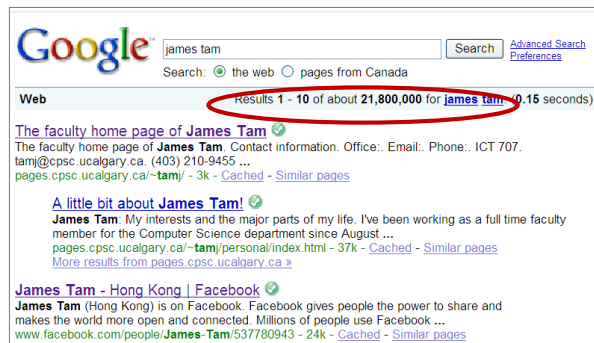 Google james tam Search Advanced Search
Preferences
Search: the web pages from Canada
Web Results 1 - 10 of about 21,800,000 for james tam. (0.15 seconds)
The faculty home page of James Tam
The faculty home page of James Tam. Contact information. Office:. Email:. Phone:. ICT 707.
tamj@cpsc.ucalgary.ca. (403) 210-9455 ...
pages.cpsc.ucalgary.ca/~tamj/ - 3k - Cached - Similar pages
A little bit about James Tam!
James Tam: My interests and the major parts of my life. I've been working as a full time faculty
member for the Computer Science department since August ...
pages.cpsc.ucalgary.ca/~tamj/personal/index.html - 37k - Cached - Similar pages
More results from pages.cpsc.ucalgary.ca »
James Tam - Hong Kong | Facebook
James Tam (Hong Kong) is on Facebook. Facebook gives people the power to share and
makes the world more open and connected. Millions of people use Facebook ...
www.facebook.com/people/James-Tam/537780943 - 24k - Cached - Similar pages